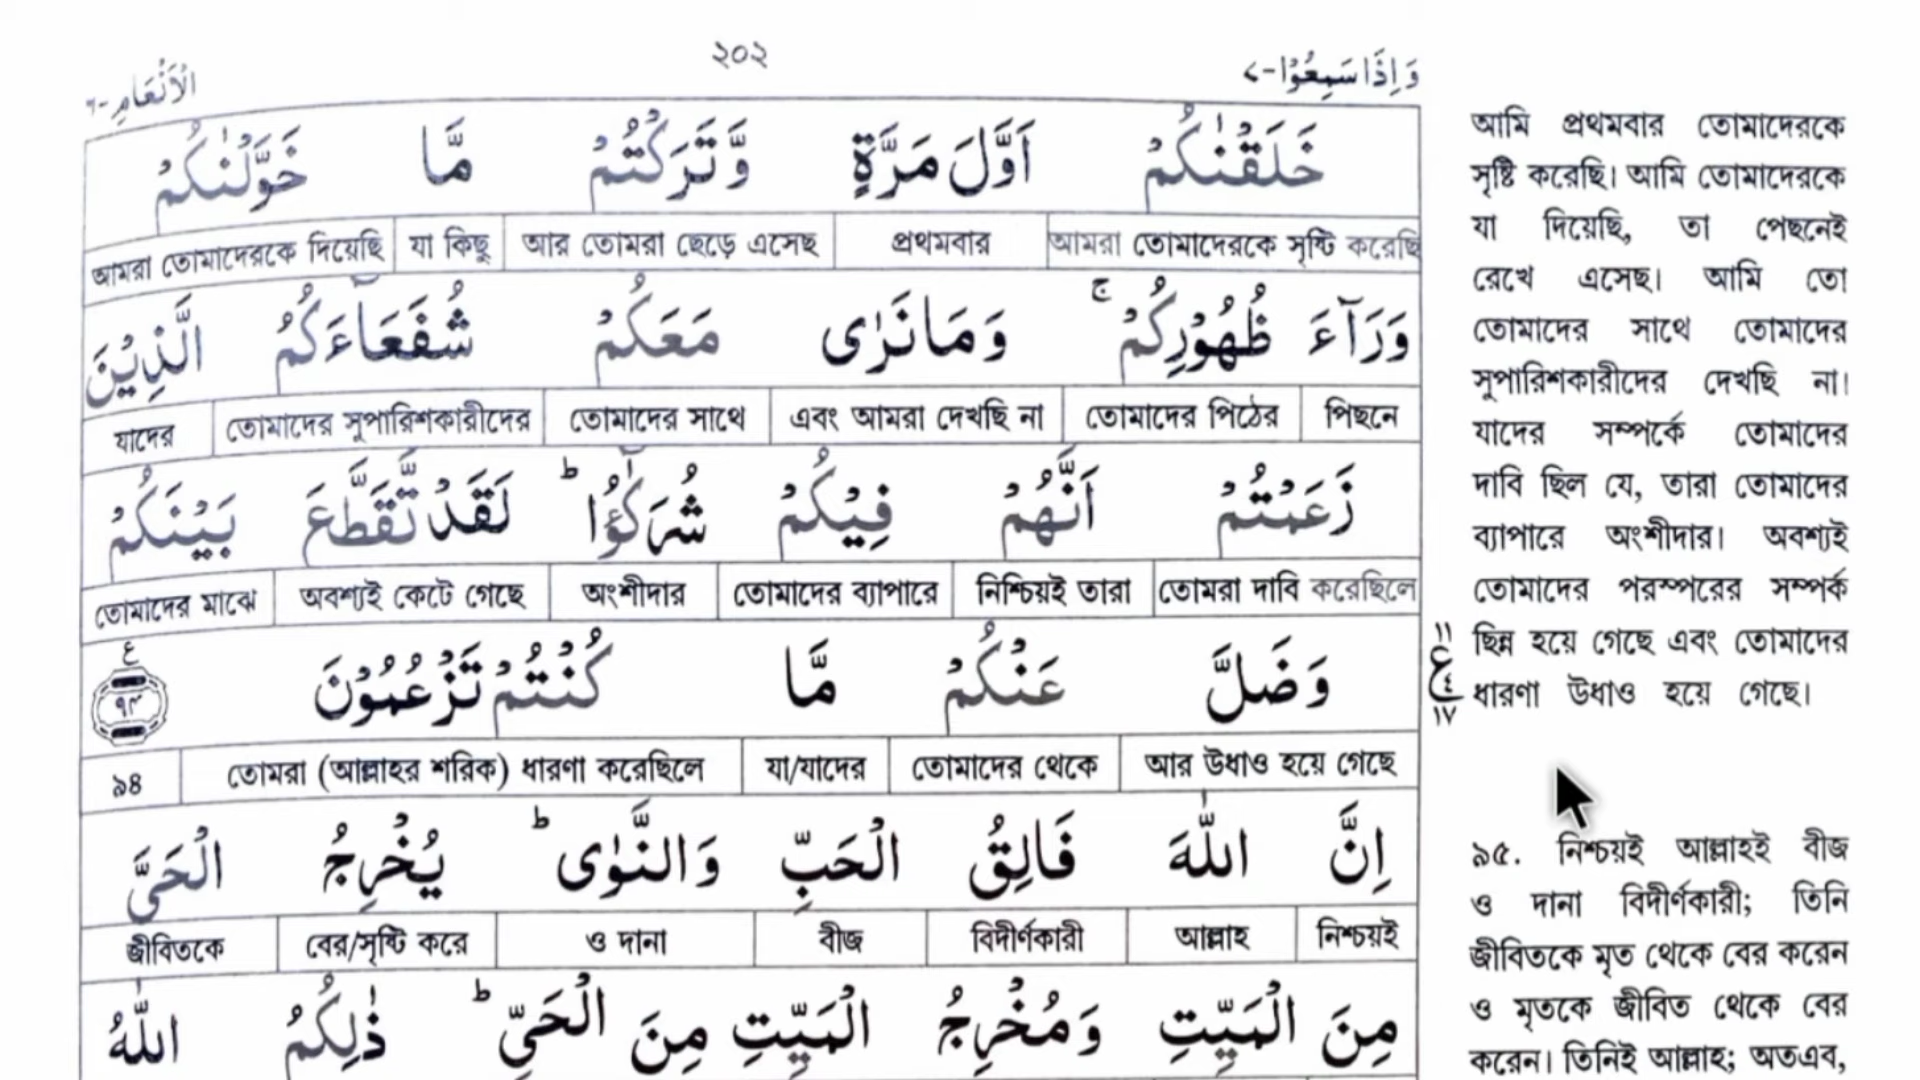 الْاَنْعَامِ-٦ ২০২ وَاِذَا سَمِعُوْا-٧
خَلَقْنٰكُمْ اَوَّلَ مَرَّةٍ وَّتَرَكْتُمْ مَّا خَوَّلْنٰكُمْ
আমরা তোমাদেরকে সৃষ্টি করেছি প্রথমবার আর তোমরা ছেড়ে এসেছ যা কিছু আমরা তোমাদেরকে দিয়েছি
وَرَآءَ ظُهُوْرِكُمْ ۚ وَمَا نَرٰى مَعَكُمْ شُفَعَآءَكُمُ الَّذِيْنَ
পিছনে তোমাদের পিঠের এবং আমরা দেখছি না তোমাদের সাথে তোমাদের সুপারিশকারীদের যাদের
زَعَمْتُمْ اَنَّهُمْ فِيْكُمْ شُرَكٰٓؤُا ؕ لَقَدْ تَّقَطَّعَ بَيْنَكُمْ
তোমরা দাবি করেছিলে নিশ্চিয়ই তারা তোমাদের ব্যাপারে অংশীদার অবশ্যই কেটে গেছে তোমাদের মাঝে
وَضَلَّ عَنْكُمْ مَّا كُنْتُمْ تَزْعُمُوْنَ ع ٩٤
আর উধাও হয়ে গেছে তোমাদের থেকে যা/যাদের তোমরা (আল্লাহর শরিক) ধারণা করেছিলে ৯৪
اِنَّ اللّٰهَ فَالِقُ الْحَبِّ وَالنَّوٰى ؕ يُخْرِجُ الْحَىَّ
নিশ্চয়ই আল্লাহ বিদীর্ণকারী বীজ ও দানা বের/সৃষ্টি করে জীবিতকে
مِنَ الْمَيِّتِ وَمُخْرِجُ الْمَيِّتِ مِنَ الْحَىِّ ؕ ذٰلِكُمُ اللّٰهُ
١١
ع
٤
١٧
আমি প্রথমবার তোমাদেরকে
সৃষ্টি করেছি। আমি তোমাদেরকে
যা দিয়েছি, তা পেছনেই
রেখে এসেছ। আমি তো
তোমাদের সাথে তোমাদের
সুপারিশকারীদের দেখছি না।
যাদের সম্পর্কে তোমাদের
দাবি ছিল যে, তারা তোমাদের
ব্যাপারে অংশীদার। অবশ্যই
তোমাদের পরস্পরের সম্পর্ক
ছিন্ন হয়ে গেছে এবং তোমাদের
ধারণা উধাও হয়ে গেছে।
৯৫. নিশ্চয়ই আল্লাহই বীজ
ও দানা বিদীর্ণকারী; তিনি
জীবিতকে মৃত থেকে বের করেন
ও মৃতকে জীবিত থেকে বের
করেন। তিনিই আল্লাহ; অতএব,